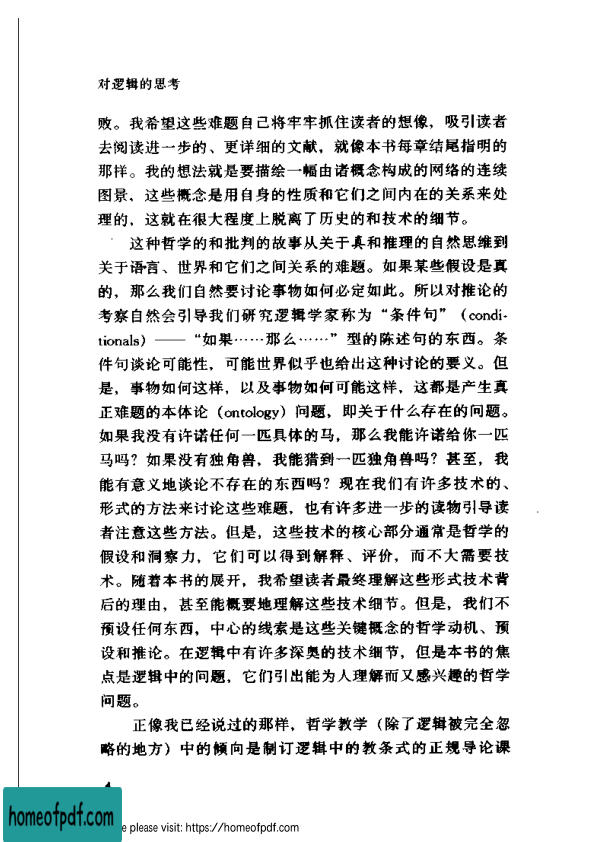 对逻辑的思考
败。我希望这些难题自己将牢牢抓住读者的想像，吸引读者
去阅读进一步的、更详细的文献，就像本书每章结尾指明的
那样。我的想法就是要描绘一幅由诸概念构成的网络的连续
图景，这些概念是用自身的性质和它们之间内在的关系来处
理的，这就在很大程度上脱离了历史的和技术的细节。
这种哲学的和批判的故事从关于真和推理的自然思维到
关于语言、世界和它们之间关系的难题。如果某些假设是真
的，那么我们自然要讨论事物如何必定如此。所以对推论的
考察自然会引导我们研究逻辑学家称为“条件句”（condi-
tionals）——“如果……那么……”型的陈述句的东西。条
件句谈论可能性，可能世界似乎也给出这种讨论的要义。但
是，事物如何这样，以及事物如何可能这样，这都是产生真
正难题的本体论（ontology）问题，即关于什么存在的问题。
如果我没有许诺任何一匹具体的马，那么我能许诺给你一匹
马吗？如果没有独角兽，我能猎到一匹独角兽吗？甚至，我
能有意义地谈论不存在的东西吗？现在我们有许多技术的、
形式的方法来讨论这些难题，也有许多进一步的读物引导读
者注意这些方法。但是，这些技术的核心部分通常是哲学的
假设和洞察力，它们可以得到解释、评价，而不大需要技
术。随着本书的展开，我希望读者最终理解这些形式技术背
后的理由，甚至能概要地理解这些技术细节。但是，我们不
预设任何东西，中心的线索是这些关键概念的哲学动机、预
设和推论。在逻辑中有许多深奥的技术细节，但是本书的焦
点是逻辑中的问题，它们引出能为人理解而又感兴趣的哲学
问题。
正像我已经说过的那样，哲学教学（除了逻辑被完全忽
略的地方）中的倾向是制订逻辑中的教条式的正规导论课
homeofpdf.com
e please visit: https://homeofpdf.com